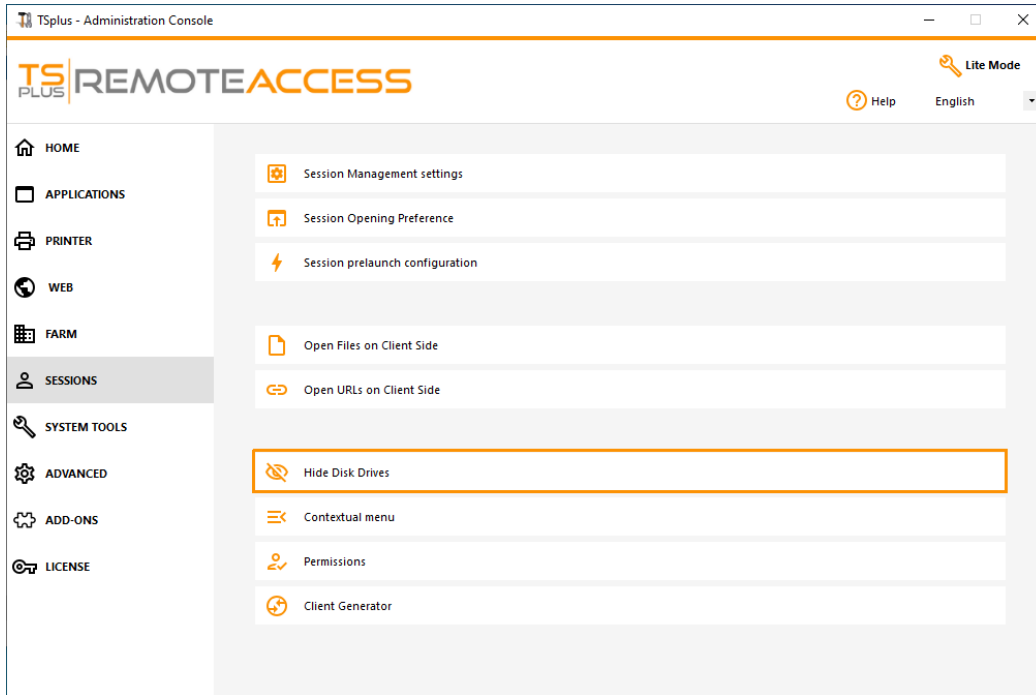 TSplus - Administration Console
TS PLUS REMOTEACCESS
Lite Mode
Help
English
HOME
APPLICATIONS
PRINTER
WEB
FARM
SESSIONS
SYSTEM TOOLS
ADVANCED
ADD-ONS
LICENSE
Session Management settings
Session Opening Preference
Session prelaunch configuration
Open Files on Client Side
Open URLs on Client Side
Hide Disk Drives
Contextual menu
Permissions
Client Generator